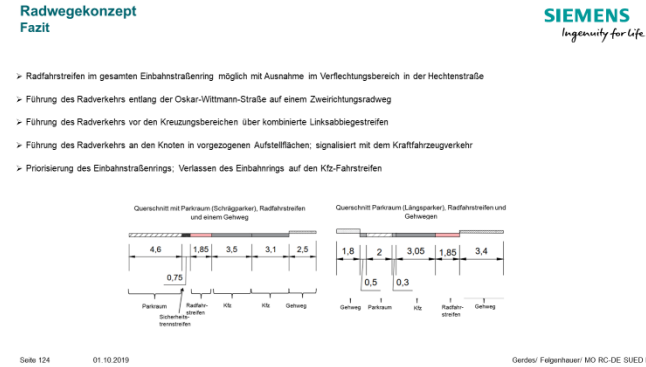 Radwegekonzept
Fazit
SIEMENS
Ingenuity for life
➢ Radfahrstreifen im gesamten Einbahnstraßenring möglich mit Ausnahme im Verflechtungsbereich in der Hechtenstraße
➢ Führung des Radverkehrs entlang der Oskar-Wittmann-Straße auf einem Zweirichtungsradweg
➢ Führung des Radverkehrs vor den Kreuzungsbereichen über kombinierte Linksabbiegestreifen
➢ Führung des Radverkehrs an den Knoten in vorgezogenen Aufstellflächen; signalisiert mit dem Kraftfahrzeugverkehr
➢ Priorisierung des Einbahnstraßenrings; Verlassen des Einbahnrings auf den Kfz-Fahrstreifen
Querschnitt mit Parkraum (Schrägparker), Radfahrstreifen
und einem Gehweg
4,6 1,85 3,5 3,1 2,5
0,75
Parkraum Radfahr-
streifen Kfz Kfz Gehweg
Sicherheits-
trennstreifen
Querschnitt Parkraum (Längsparker), Radfahrstreifen und
Gehwegen
1,8 2 3,05 1,85 3,4
0,5 0,3
Gehweg Parkraum Kfz Radfahr-
streifen Gehweg
Seite 124 01.10.2019 Gerdes/ Felgenhauer/ MO RC-DE SUED